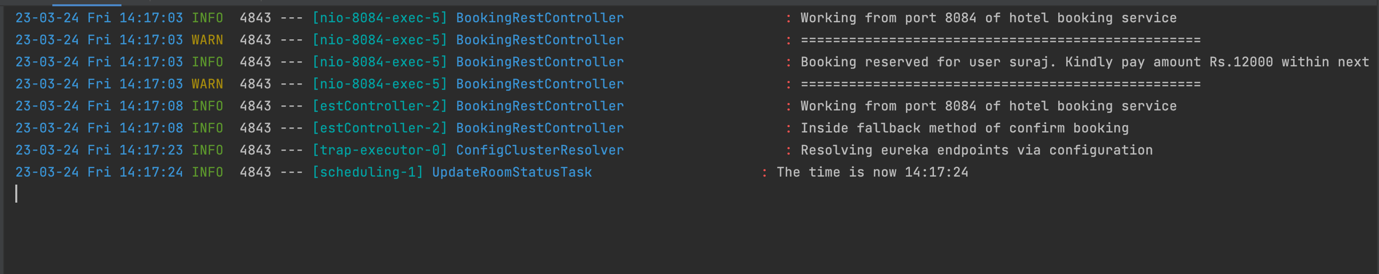 23-03-24 Fri 14:17:03 INFO 4843 --- [nio-8084-exec-5] BookingRestController : Working from port 8084 of hotel booking service
23-03-24 Fri 14:17:03 WARN 4843 --- [nio-8084-exec-5] BookingRestController : ==================================================
23-03-24 Fri 14:17:03 INFO 4843 --- [nio-8084-exec-5] BookingRestController : Booking reserved for user suraj. Kindly pay amount Rs.12000 within next
23-03-24 Fri 14:17:03 WARN 4843 --- [nio-8084-exec-5] BookingRestController : ==================================================
23-03-24 Fri 14:17:08 INFO 4843 --- [estController-2] BookingRestController : Working from port 8084 of hotel booking service
23-03-24 Fri 14:17:08 INFO 4843 --- [estController-2] BookingRestController : Inside fallback method of confirm booking
23-03-24 Fri 14:17:23 INFO 4843 --- [trap-executor-0] ConfigClusterResolver : Resolving eureka endpoints via configuration
23-03-24 Fri 14:17:24 INFO 4843 --- [scheduling-1] UpdateRoomStatusTask : The time is now 14:17:24